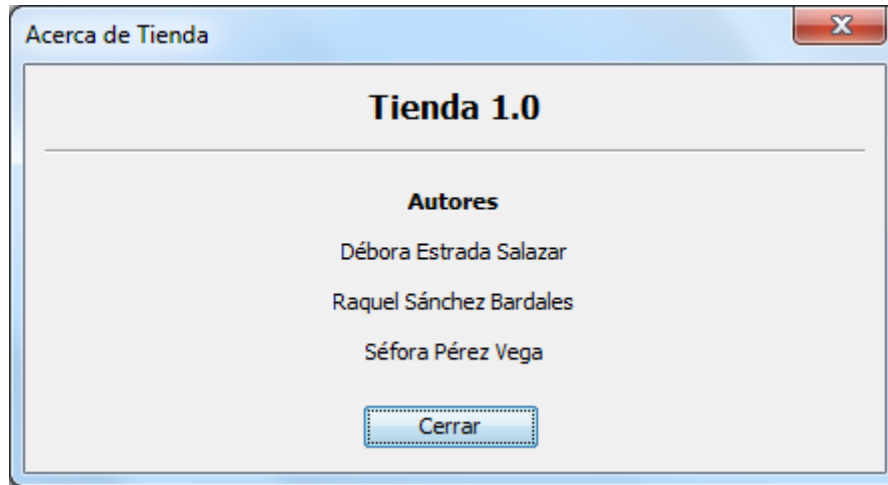 Acerca de Tienda
Tienda 1.0
Autores
Débora Estrada Salazar
Raquel Sánchez Bardales
Séfora Pérez Vega
Cerrar